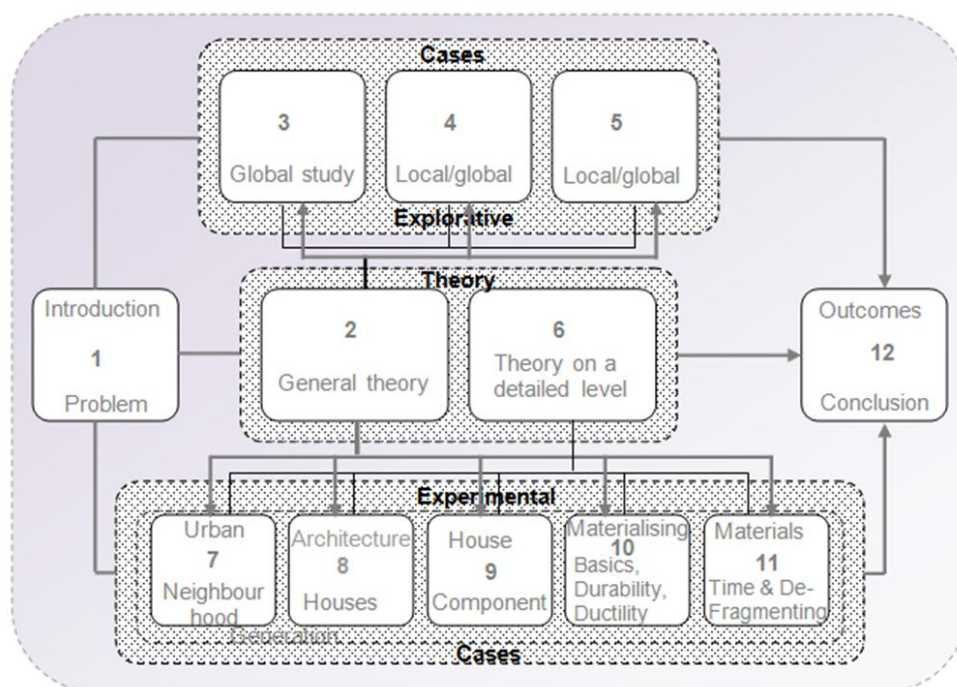 Cases
3
Global study
4
Local/global
5
Local/global
Explorative
Theory
Introduction
1
Problem
2
General theory
6
Theory on a
detailed level
Outcomes
12
Conclusion
Experimental
Urban
7
Neighbour
hood
Architecture
8
Houses
House
9
Component
Materialising
10
Basics,
Durability,
Ductility
Materials
11
Time & De-
Fragmenting
Generation
Cases